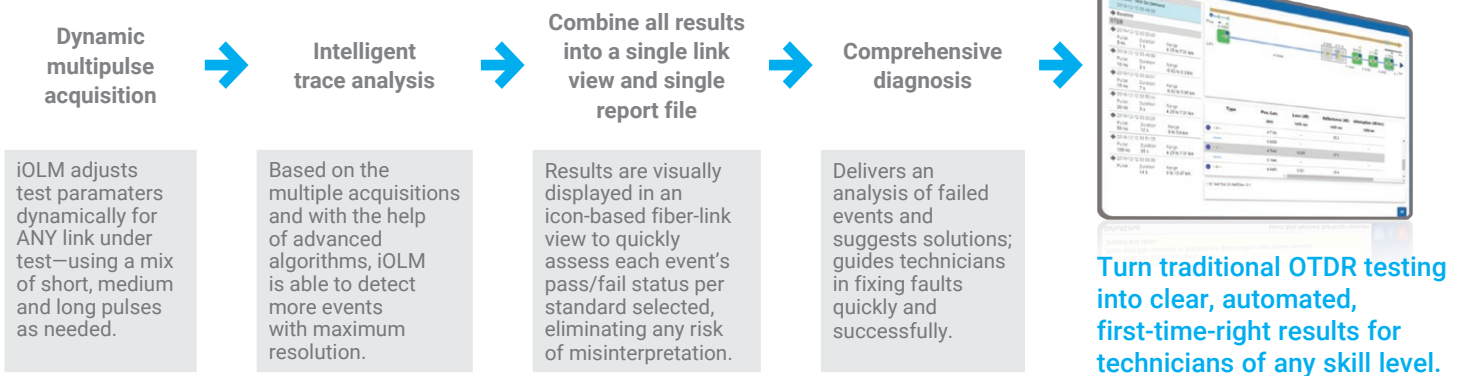 Dynamic
multipulse
acquisition
Intelligent
trace analysis
Combine all results
into a single link
view and single
report file
Comprehensive
diagnosis
iOLM adjusts
test paramaters
dynamically for
ANY link under
test—using a mix
of short, medium
and long pulses
as needed.
Based on the
multiple acquisitions
and with the help
of advanced
algorithms, iOLM
is able to detect
more events
with maximum
resolution.
Results are visually
displayed in an
icon-based fiber-link
view to quickly
assess each event’s
pass/fail status per
standard selected,
eliminating any risk
of misinterpretation.
Delivers an
analysis of failed
events and
suggests solutions;
guides technicians
in fixing faults
quickly and
successfully.
OTDR
Pulse Duration Range
Type
Turn traditional OTDR testing
into clear, automated,
first-time-right results for
technicians of any skill level.